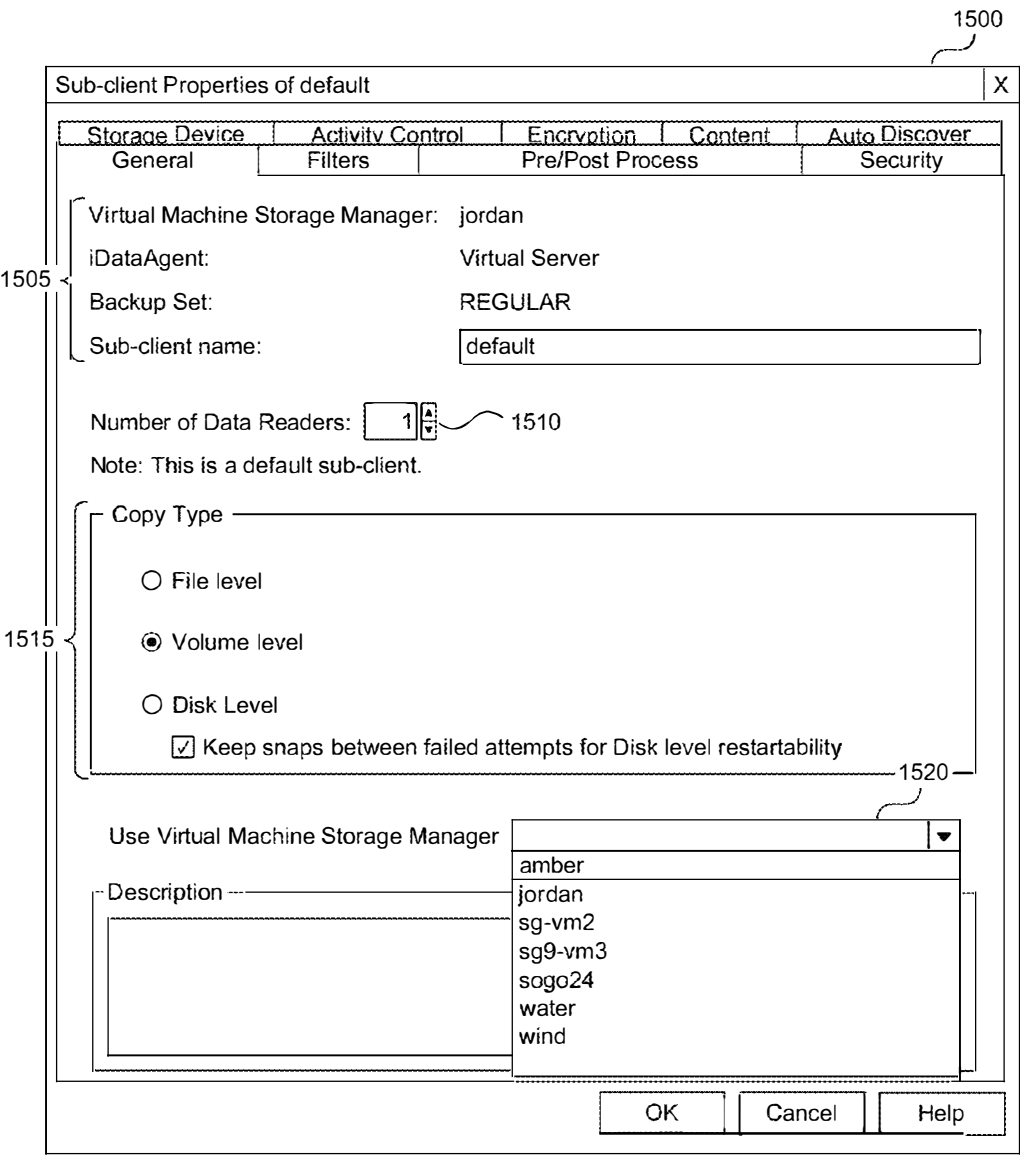 1500
Sub-client Properties of default X
Storage Device Activity Control Encryption Content Auto Discover
General Filters Pre/Post Process Security
1505
Virtual Machine Storage Manager: jordan
iDataAgent: Virtual Server
Backup Set: REGULAR
Sub-client name: default
Number of Data Readers: 1 1510
Note: This is a default sub-client.
1515
Copy Type
File level
Volume level
Disk Level
Keep snaps between failed attempts for Disk level restartability
1520
Use Virtual Machine Storage Manager
amber
Description
jordan
sg-vm2
sg9-vm3
sogo24
water
wind
OK Cancel Help